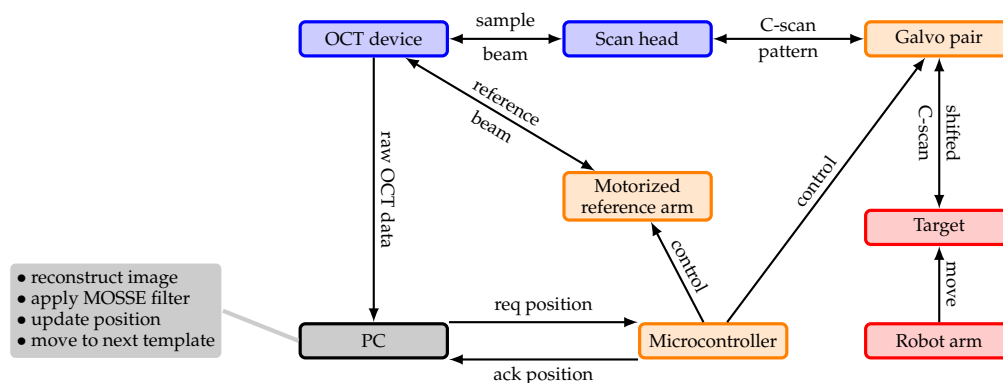 OCT device
sample
beam
Scan head
C-scan
pattern
Galvo pair
reference
beam
raw OCT data
control
shifted
C-scan
Motorized
reference arm
control
Target
move
• reconstruct image
• apply MOSSE filter
• update position
• move to next template
PC
req position
ack position
Microcontroller
Robot arm